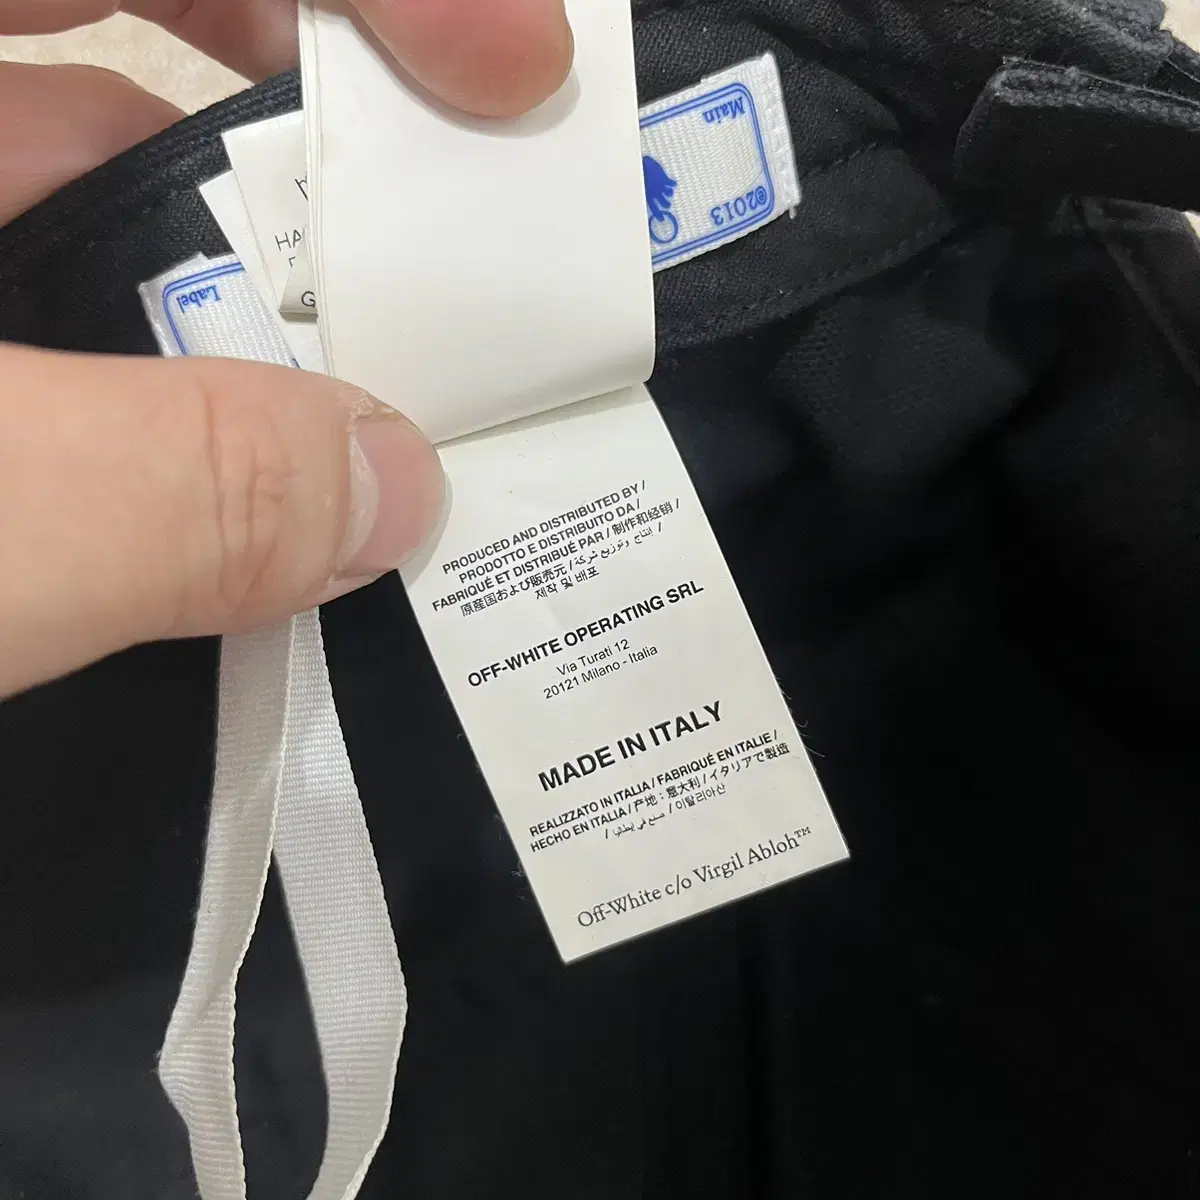 Main
©2013
Label
HA
G
PRODUCED AND DISTRIBUTED BY /
PRODOTTO E DISTRIBUITO DA /
FABRIQUÉ ET DISTRIBUÉ PAR / 制作和经销 /
原産国および販売元 / إنتاج وتوزيع شركة /
제작 및 배포
OFF-WHITE OPERATING SRL
Via Turati 12
20121 Milano - Italia
MADE IN ITALY
REALIZZATO IN ITALIA / FABRIQUÉ EN ITALIE /
HECHO EN ITALIA / 产地：意大利 / イタリアで製造
/ صنع في إيطاليا / 이탈리아산
Off-White c/o Virgil Abloh™